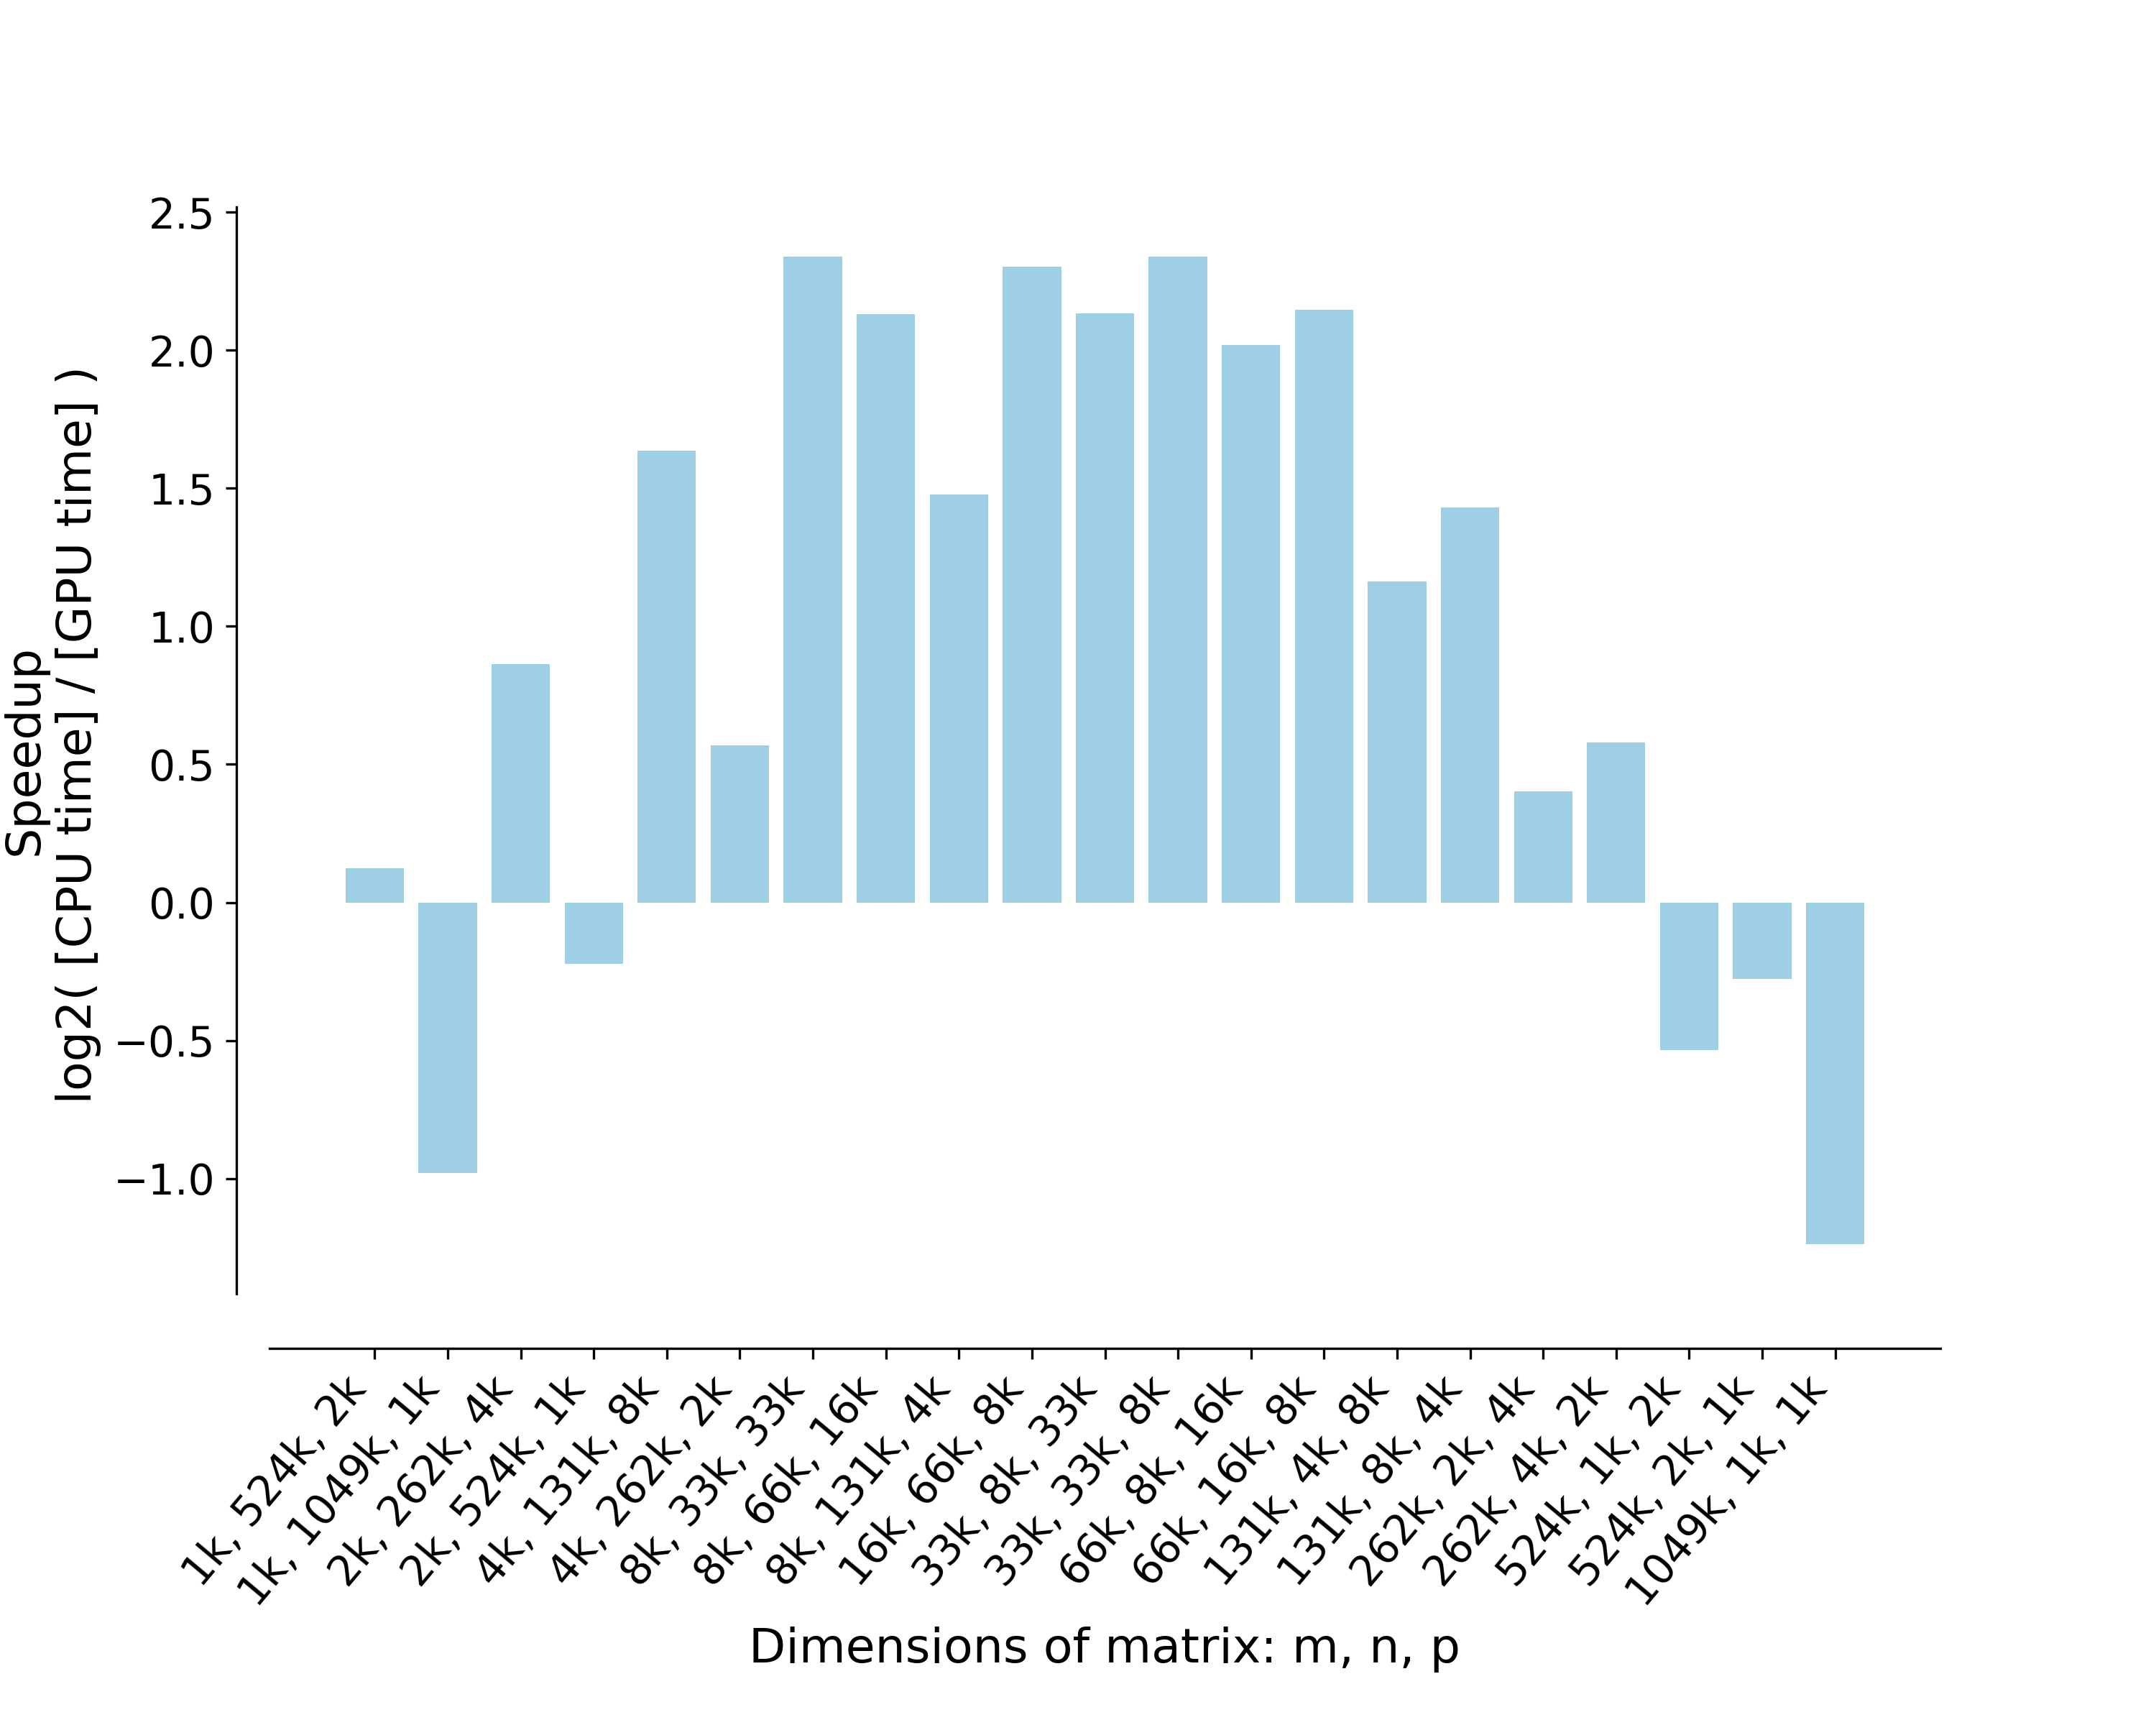 Speedup
log2( [CPU time] / [GPU time] )
2.5
2.0
1.5
1.0
0.5
0.0
−0.5
−1.0
1k, 524k, 2k
1k, 1049k, 1k
2k, 262k, 4k
2k, 524k, 1k
4k, 131k, 8k
4k, 262k, 2k
8k, 33k, 33k
8k, 66k, 16k
8k, 131k, 4k
16k, 66k, 8k
33k, 8k, 33k
33k, 33k, 8k
66k, 8k, 16k
66k, 16k, 8k
131k, 4k, 8k
131k, 8k, 4k
262k, 2k, 4k
262k, 4k, 2k
524k, 1k, 2k
524k, 2k, 1k
1049k, 1k, 1k
Dimensions of matrix: m, n, p